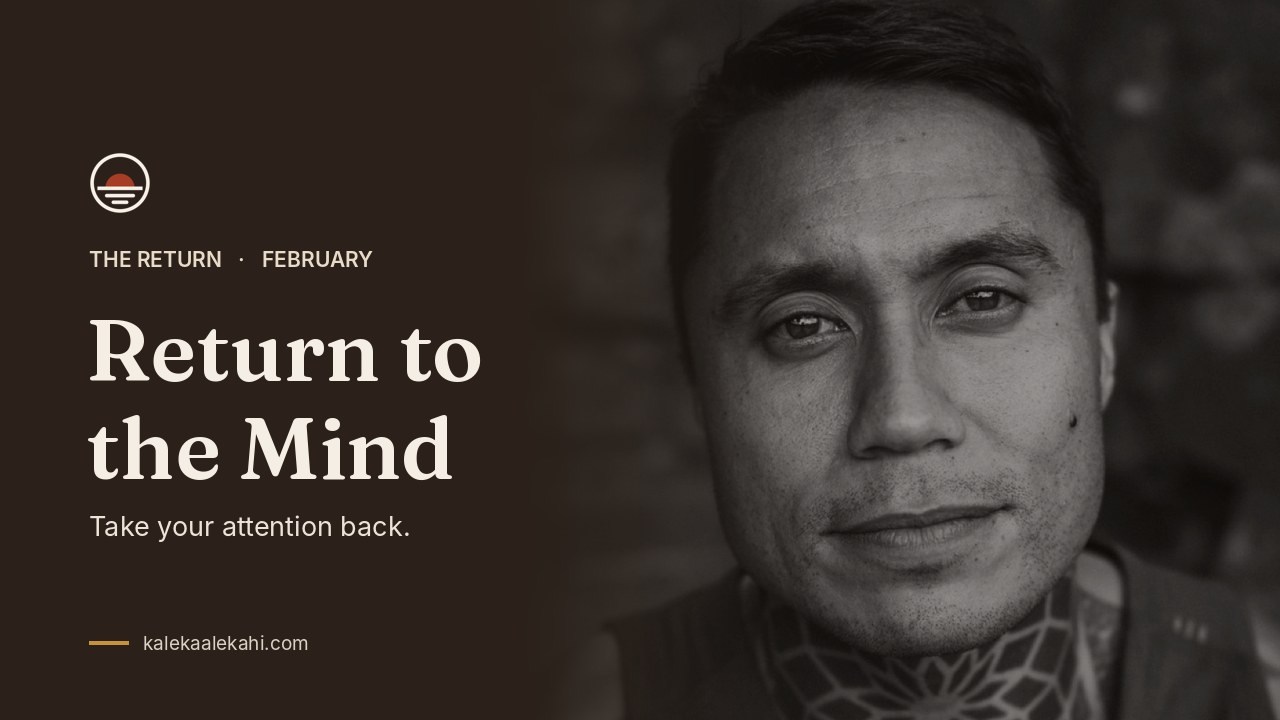 THE RETURN · FEBRUARY
Return to
the Mind
Take your attention back.
kalekaalekahi.com